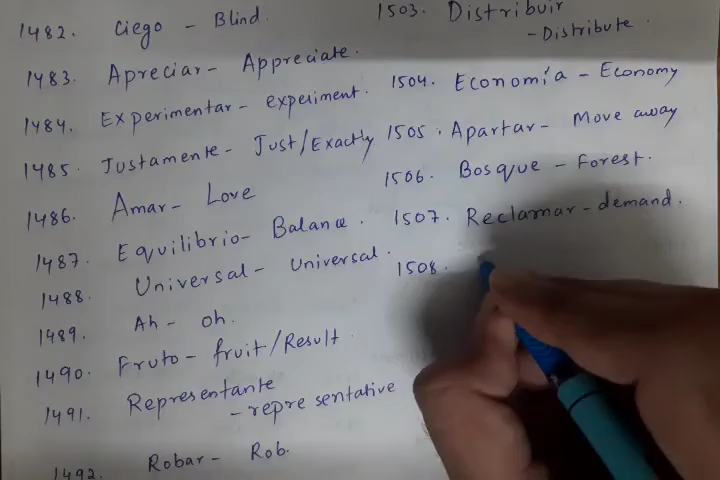 1482. Ciego - Blind.
1483. Apreciar - Appreciate.
1484. Experimentar - experiment.
1485. Justamente - Just/Exactly
1486. Amar - Love
1487. Equilibrio - Balance.
1488. Universal - Universal.
1489. Ah - oh.
1490. Fruto - fruit/Result
1491. Representante
- representative
1492. Robar - Rob.
1503. Distribuir
- Distribute.
1504. Economía - Economy
1505. Apartar - Move away
1506. Bosque - Forest.
1507. Reclamar - demand.
1508.